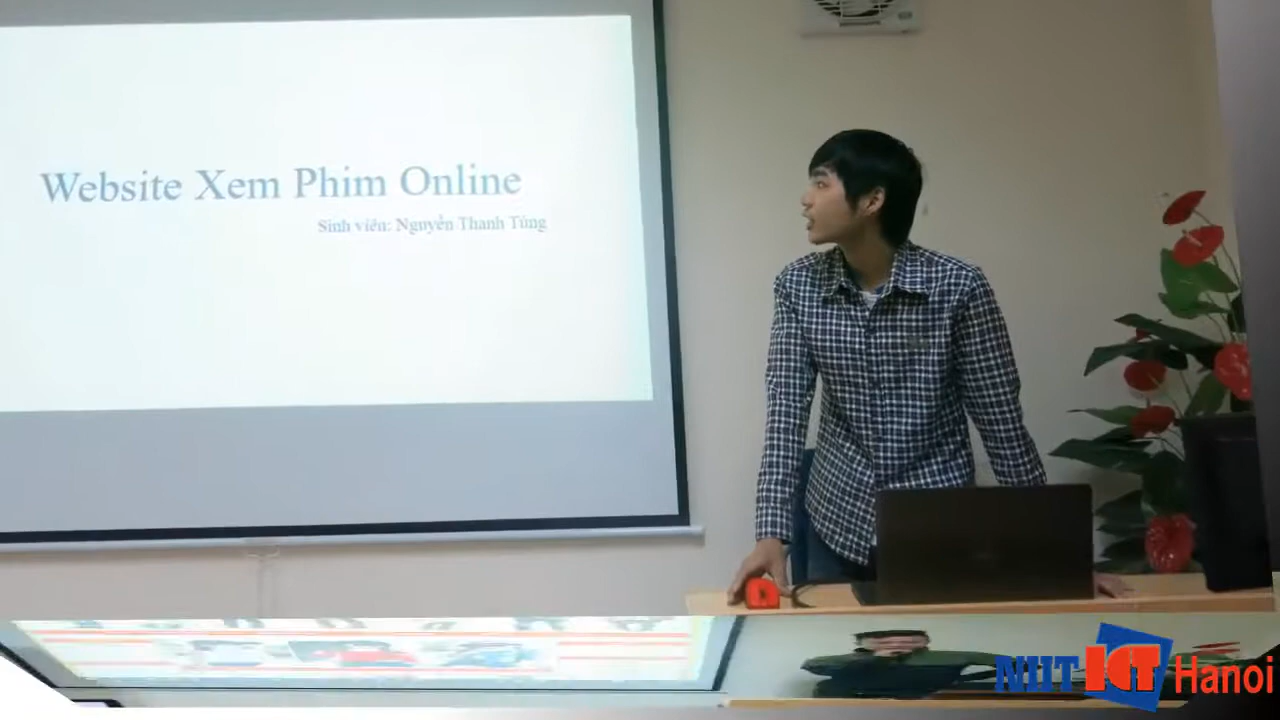 Website Xem Phim Online
Sinh viên: Nguyễn Thanh Tùng
NIIT ICT Hanoi